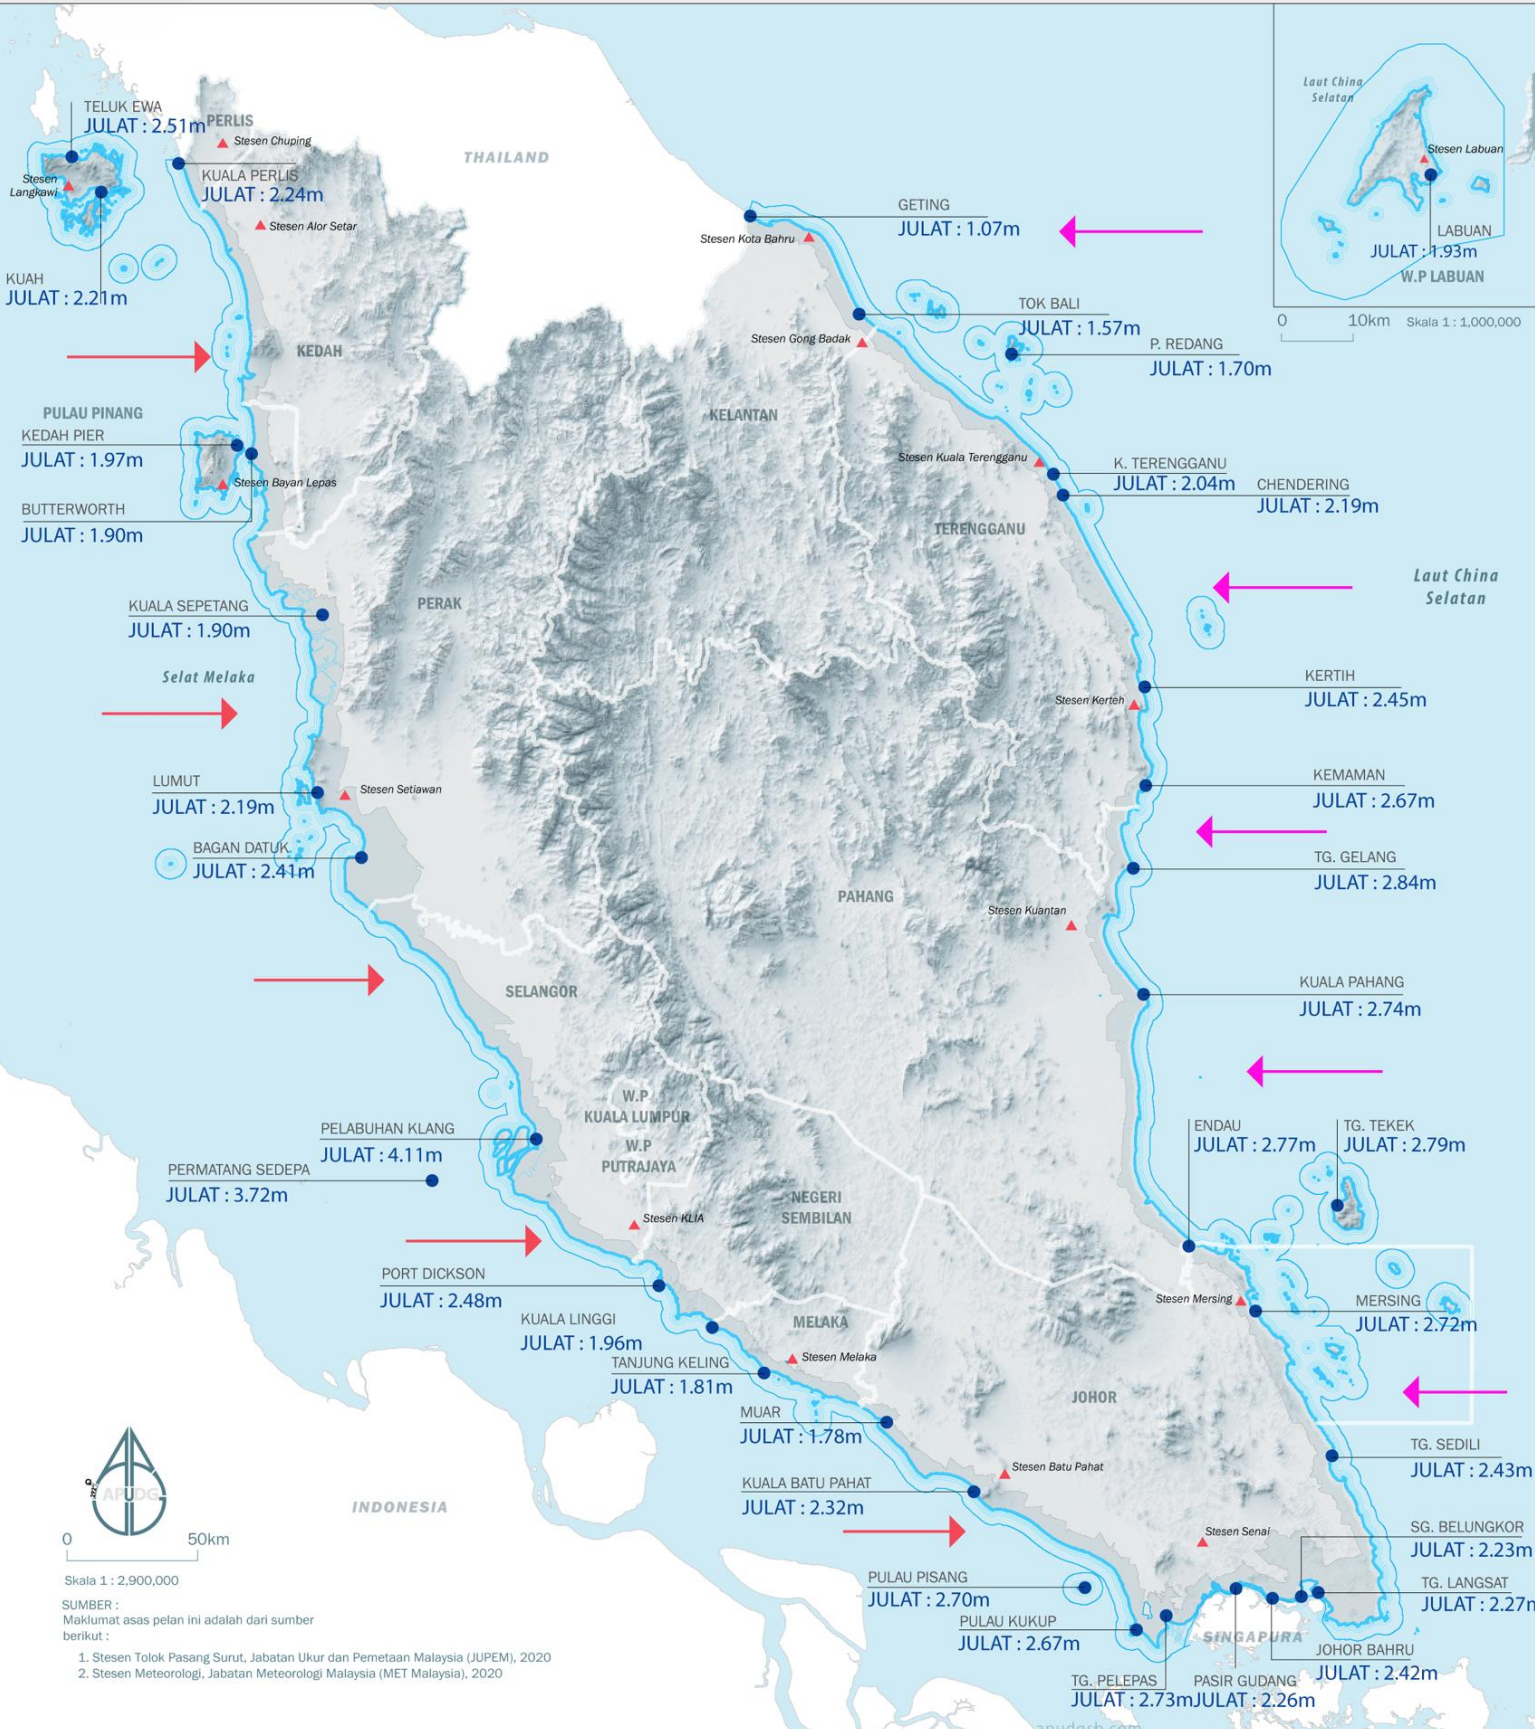 TELUK EWA
JULAT : 2.51m
PERLIS
Stesen Chuping
Stesen
Langkawi
KUALA PERLIS
JULAT : 2.24m
Stesen Alor Setar
KUAH
JULAT : 2.21m
THAILAND
GETING
JULAT : 1.07m
Stesen Kota Bahru
Laut China
Selatan
Stesen Labuan
LABUAN
JULAT : 1.93m
W.P LABUAN
0 10km Skala 1 : 1,000,000
TOK BALI
JULAT : 1.57m
Stesen Gong Badak
P. REDANG
JULAT : 1.70m
KEDAH
PULAU PINANG
KEDAH PIER
JULAT : 1.97m
Stesen Bayan Lepas
BUTTERWORTH
JULAT : 1.90m
KELANTAN
Stesen Kuala Terengganu
K. TERENGGANU
JULAT : 2.04m
CHENDERING
JULAT : 2.19m
TERENGGANU
Laut China
Selatan
PERAK
KUALA SEPETANG
JULAT : 1.90m
Selat Melaka
KERTIH
JULAT : 2.45m
Stesen Kerteh
LUMUT
JULAT : 2.19m
Stesen Setiawan
KEMAMAN
JULAT : 2.67m
BAGAN DATUK
JULAT : 2.41m
TG. GELANG
JULAT : 2.84m
PAHANG
Stesen Kuantan
SELANGOR
KUALA PAHANG
JULAT : 2.74m
W.P
KUALA LUMPUR
W.P
PUTRAJAYA
PELABUHAN KLANG
JULAT : 4.11m
PERMATANG SEDEPA
JULAT : 3.72m
ENDAU
JULAT : 2.77m
TG. TEKEK
JULAT : 2.79m
NEGERI
SEMBILAN
Stesen KLIA
PORT DICKSON
JULAT : 2.48m
Stesen Mersing
MERSING
JULAT : 2.72m
KUALA LINGGI
JULAT : 1.96m
MELAKA
Stesen Melaka
TANJUNG KELING
JULAT : 1.81m
JOHOR
MUAR
JULAT : 1.78m
TG. SEDILI
JULAT : 2.43m
Stesen Batu Pahat
KUALA BATU PAHAT
JULAT : 2.32m
INDONESIA
APUDG
0 50km
Skala 1 : 2,900,000
Stesen Senai
SG. BELUNGKOR
JULAT : 2.23m
PULAU PISANG
JULAT : 2.70m
TG. LANGSAT
JULAT : 2.27m
PULAU KUKUP
JULAT : 2.67m
SINGAPURA
JOHOR BAHRU
JULAT : 2.42m
TG. PELEPAS
JULAT : 2.73m
PASIR GUDANG
JULAT : 2.26m
SUMBER :
Maklumat asas pelan ini adalah dari sumber
berikut :
1. Stesen Tolok Pasang Surut, Jabatan Ukur dan Pemetaan Malaysia (JUPEM), 2020
2. Stesen Meteorologi, Jabatan Meteorologi Malaysia (MET Malaysia), 2020